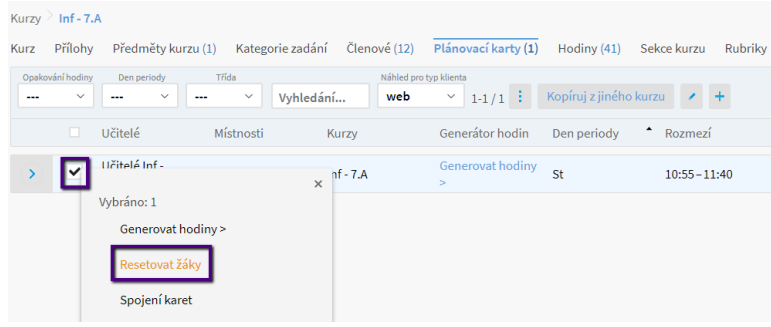 Kurzy Inf - 7.A
Kurz Přílohy Předměty kurzu (1) Kategorie zadání Členové (12) Plánovací karty (1) Hodiny (41) Sekce kurzu Rubriky
Opakování hodiny Den periody Třída Náhled pro typ klienta
--- --- --- Vyhledání... web 1-1 / 1 Kopíruj z jiného kurzu
Učitelé Místnosti Kurzy Generátor hodin Den periody Rozmezí
Učitelé Inf - Inf - 7.A Generovat hodiny > St 10:55 – 11:40
Vybráno: 1
Generovat hodiny >
Resetovat žáky
Spojení karet